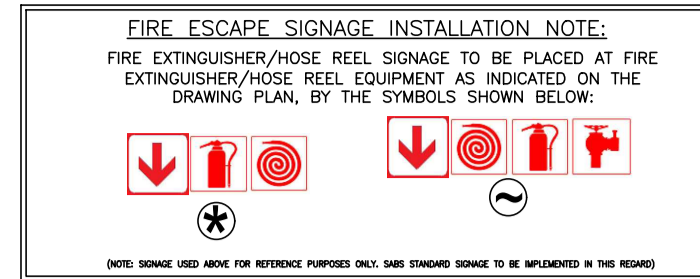 FIRE ESCAPE SIGNAGE INSTALLATION NOTE:
FIRE EXTINGUISHER/HOSE REEL SIGNAGE TO BE PLACED AT FIRE
EXTINGUISHER/HOSE REEL EQUIPMENT AS INDICATED ON THE
DRAWING PLAN, BY THE SYMBOLS SHOWN BELOW:
* ~
(NOTE: SIGNAGE USED ABOVE FOR REFERENCE PURPOSES ONLY. SABS STANDARD SIGNAGE TO BE IMPLEMENTED IN THIS REGARD)